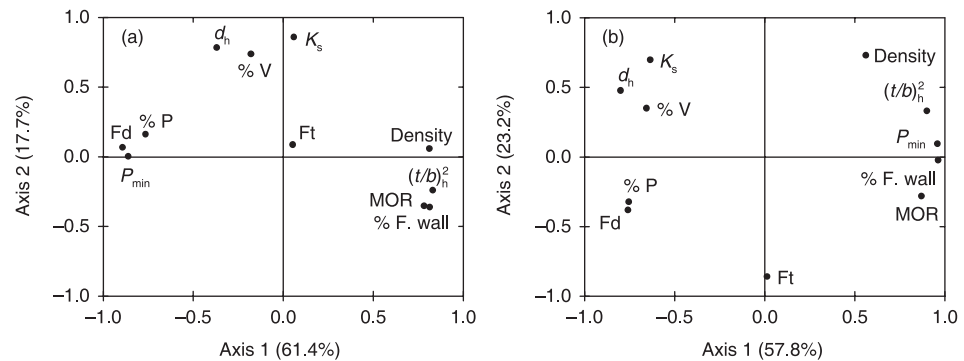 1.0
(a)
d_h
K_s
% V
0.5
% P
Fd
Ft
Density
0.0
P_min
(t/b)_h^2
MOR
% F. wall
−0.5
−1.0
−1.0
−0.5
0.0
0.5
1.0
Axis 1 (61.4%)
Axis 2 (17.7%)
1.0
(b)
Density
K_s
d_h
(t/b)_h^2
0.5
% V
P_min
0.0
% F. wall
% P
MOR
Fd
−0.5
Ft
−1.0
−1.0
−0.5
0.0
0.5
1.0
Axis 1 (57.8%)
Axis 2 (23.2%)